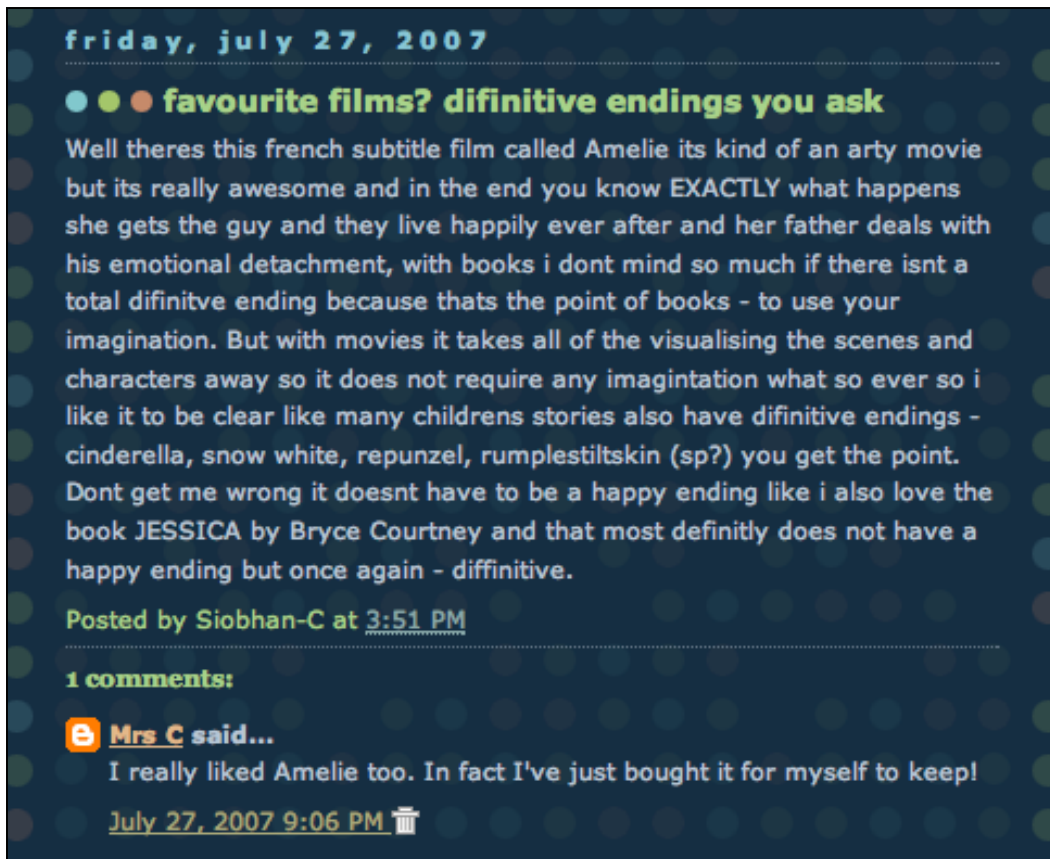 friday, july 27, 2007
favourite films? difinitive endings you ask
Well theres this french subtitle film called Amelie its kind of an arty movie
but its really awesome and in the end you know EXACTLY what happens
she gets the guy and they live happily ever after and her father deals with
his emotional detachment, with books i dont mind so much if there isnt a
total difinitve ending because thats the point of books - to use your
imagination. But with movies it takes all of the visualising the scenes and
characters away so it does not require any imagintation what so ever so i
like it to be clear like many childrens stories also have difinitive endings -
cinderella, snow white, repunzel, rumplestiltskin (sp?) you get the point.
Dont get me wrong it doesnt have to be a happy ending like i also love the
book JESSICA by Bryce Courtney and that most definitly does not have a
happy ending but once again - diffinitive.
Posted by Siobhan-C at 3:51 PM
1 comments:
Mrs C said...
I really liked Amelie too. In fact I've just bought it for myself to keep!
July 27, 2007 9:06 PM